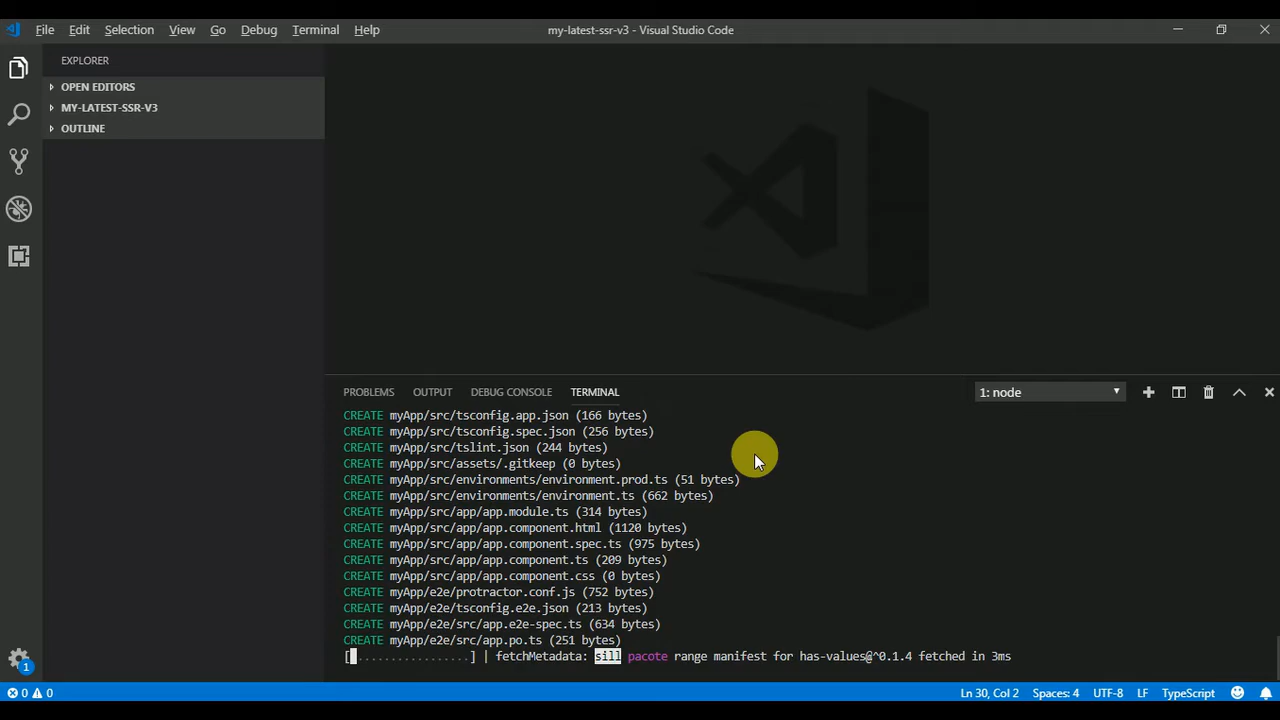 File Edit Selection View Go Debug Terminal Help
my-latest-ssr-v3 - Visual Studio Code
EXPLORER
OPEN EDITORS
MY-LATEST-SSR-V3
OUTLINE
PROBLEMS OUTPUT DEBUG CONSOLE TERMINAL
1: node
CREATE myApp/src/tsconfig.app.json (166 bytes)
CREATE myApp/src/tsconfig.spec.json (256 bytes)
CREATE myApp/src/tslint.json (244 bytes)
CREATE myApp/src/assets/.gitkeep (0 bytes)
CREATE myApp/src/environments/environment.prod.ts (51 bytes)
CREATE myApp/src/environments/environment.ts (662 bytes)
CREATE myApp/src/app/app.module.ts (314 bytes)
CREATE myApp/src/app/app.component.html (1120 bytes)
CREATE myApp/src/app/app.component.spec.ts (975 bytes)
CREATE myApp/src/app/app.component.ts (209 bytes)
CREATE myApp/src/app/app.component.css (0 bytes)
CREATE myApp/e2e/protractor.conf.js (752 bytes)
CREATE myApp/e2e/tsconfig.e2e.json (213 bytes)
CREATE myApp/e2e/src/app.e2e-spec.ts (634 bytes)
CREATE myApp/e2e/src/app.po.ts (251 bytes)
[ .................] | fetchMetadata: sill pacote range manifest for has-values@^0.1.4 fetched in 3ms
1
0 0
Ln 30, Col 2 Spaces: 4 UTF-8 LF TypeScript